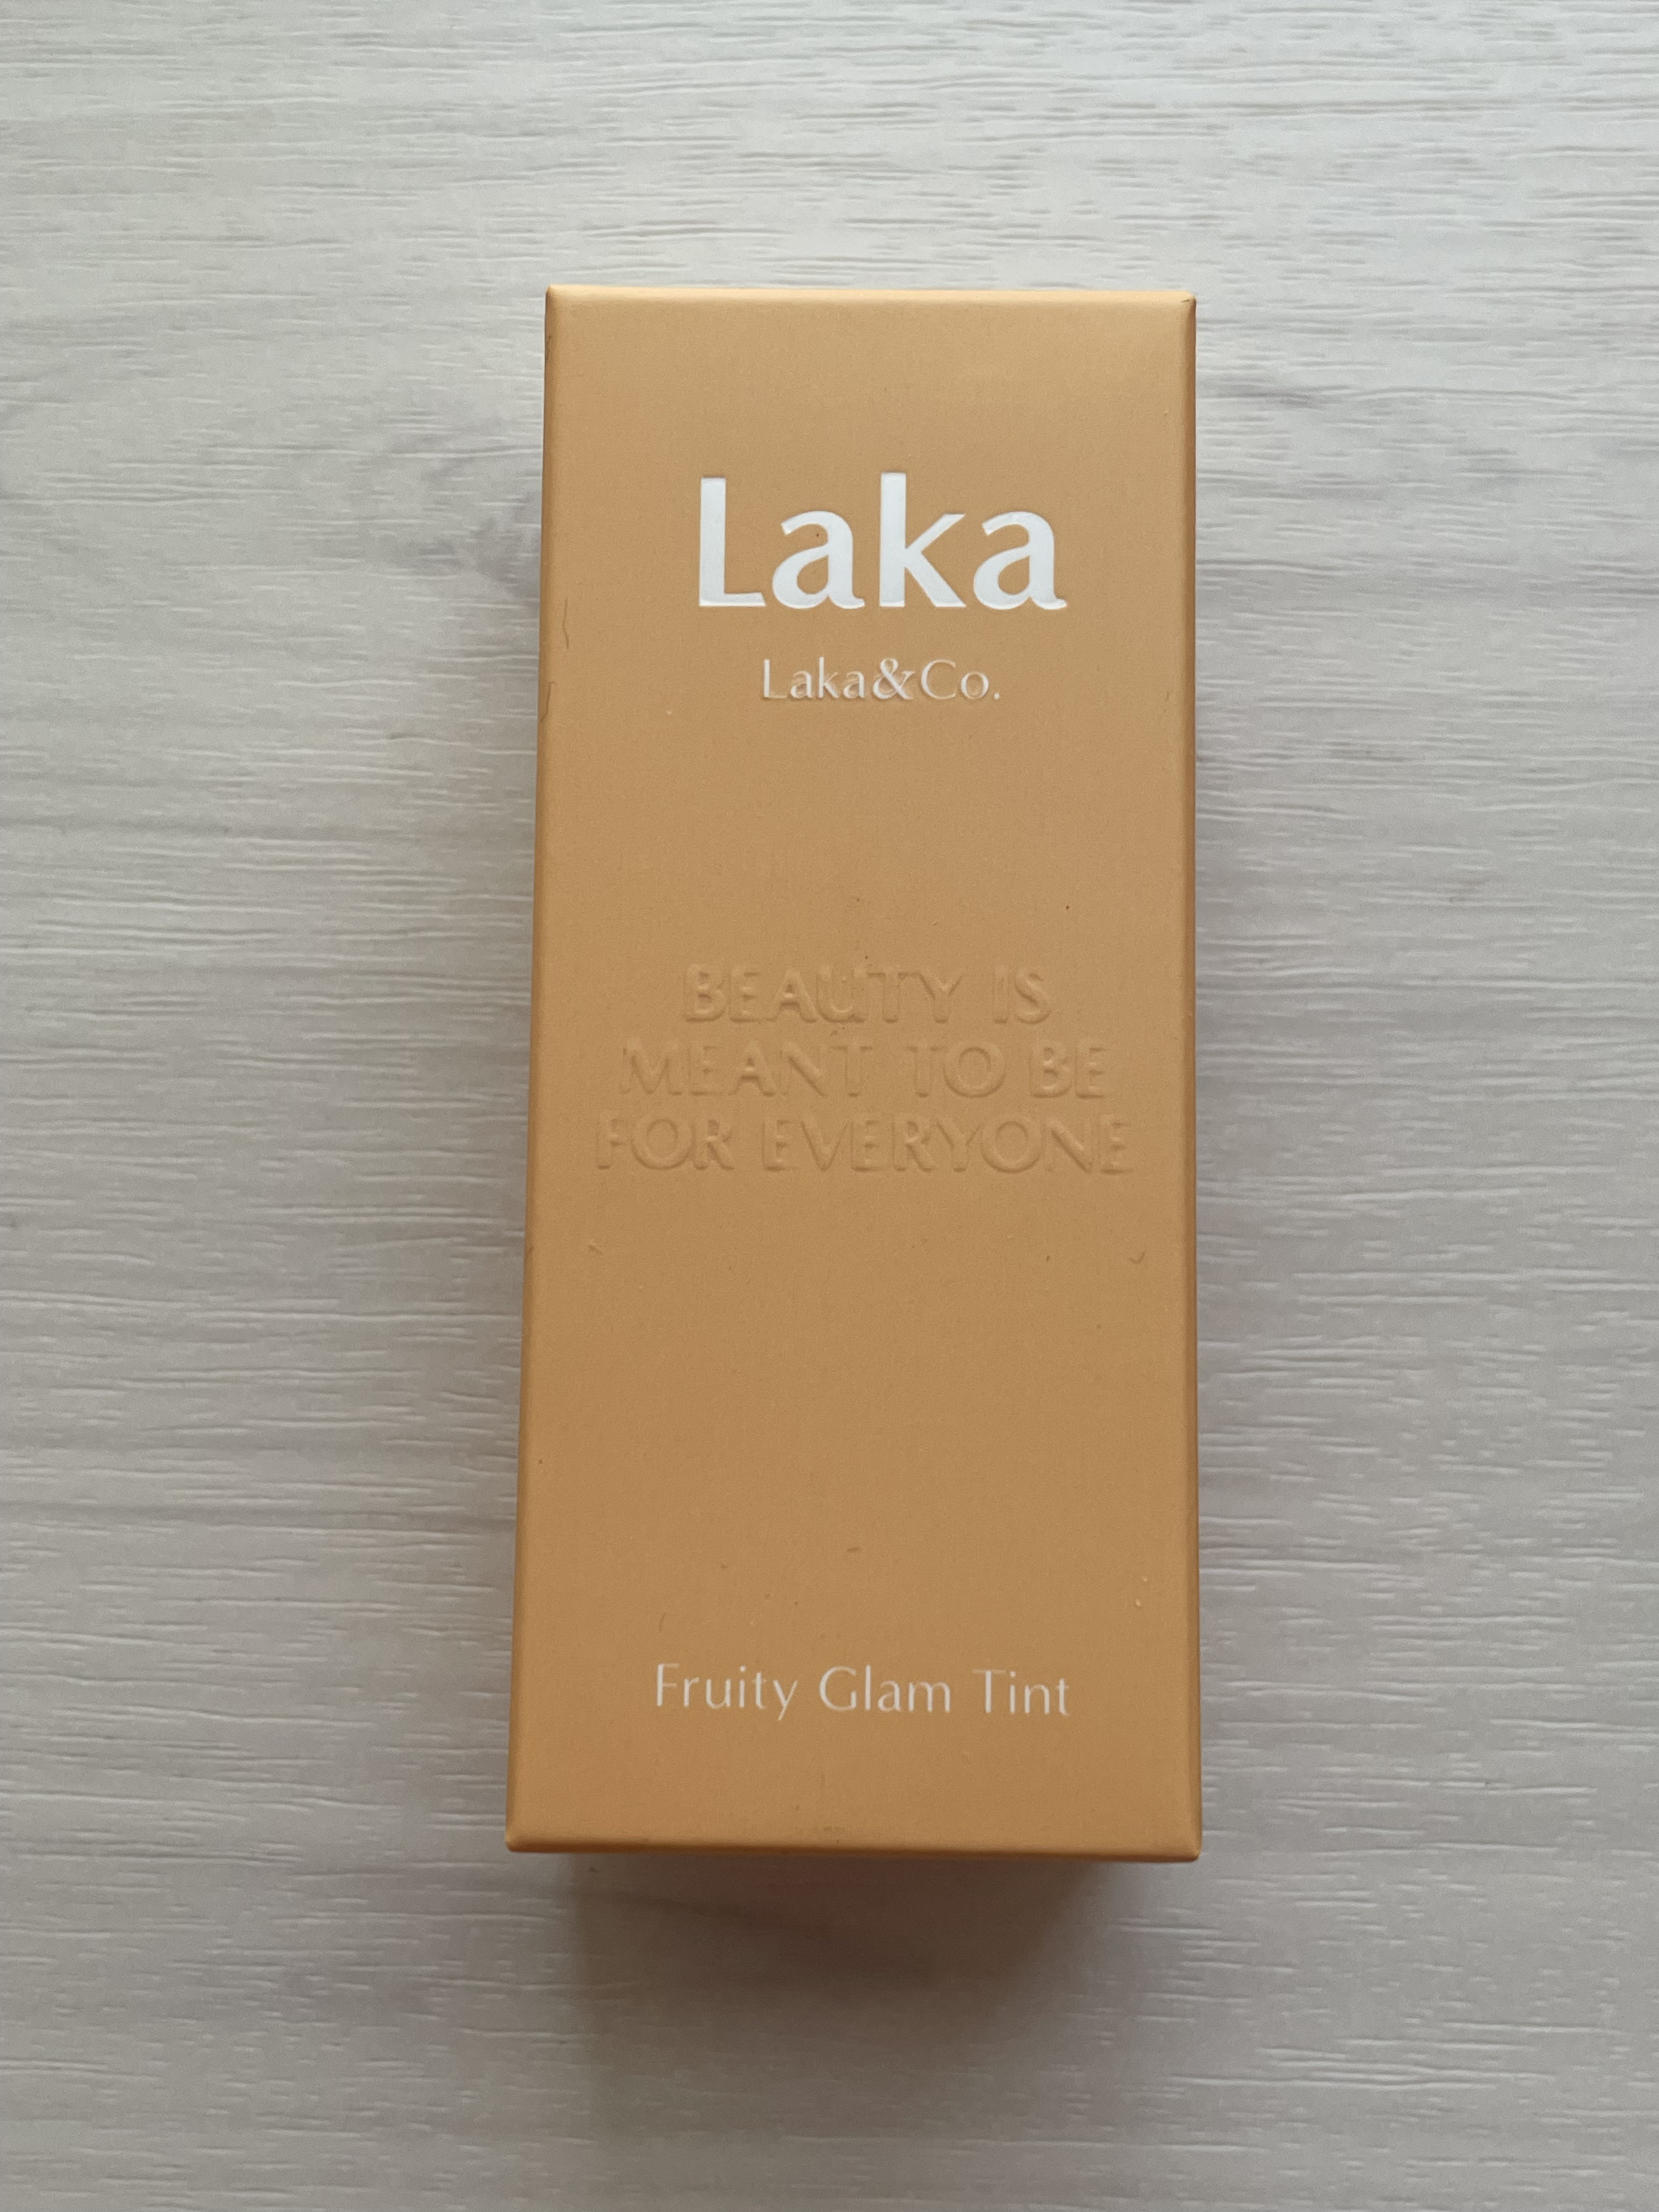 Laka
Laka&Co.
BEAUTY IS
MEANT TO BE
FOR EVERYONE
Fruity Glam Tint